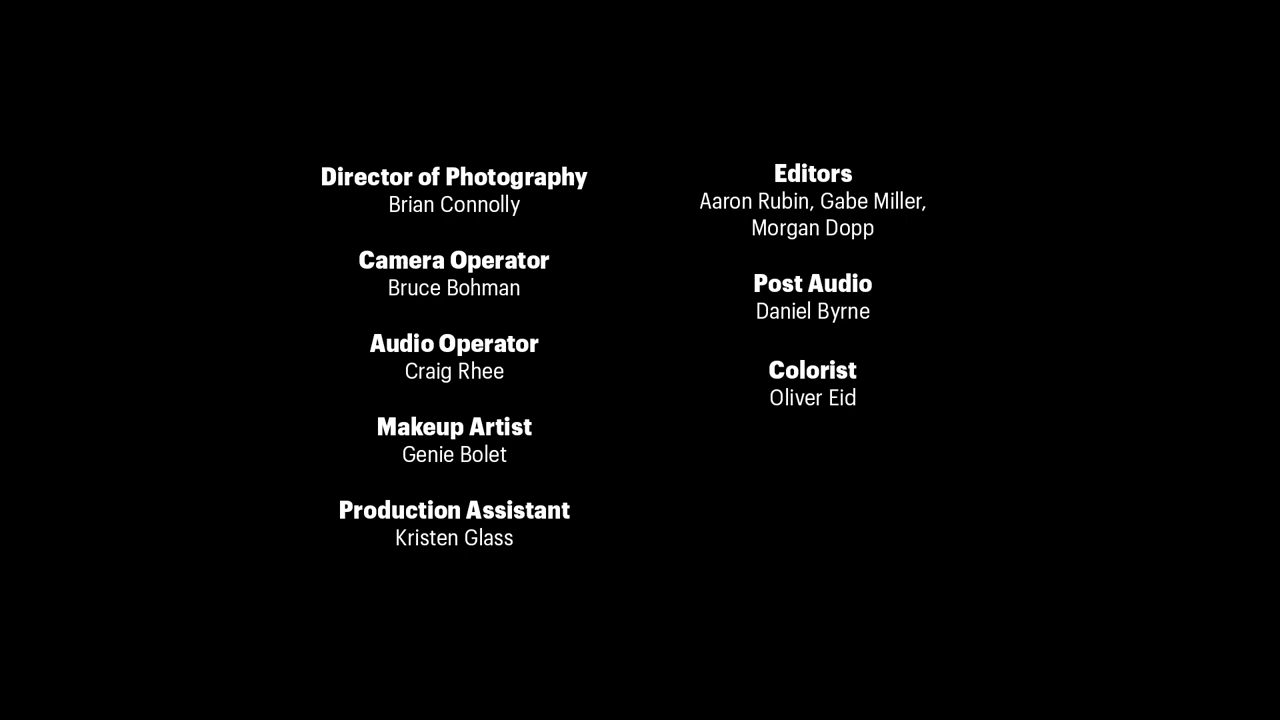 Director of Photography
Brian Connolly
Camera Operator
Bruce Bohman
Audio Operator
Craig Rhee
Makeup Artist
Genie Bolet
Production Assistant
Kristen Glass
Editors
Aaron Rubin, Gabe Miller,
Morgan Dopp
Post Audio
Daniel Byrne
Colorist
Oliver Eid